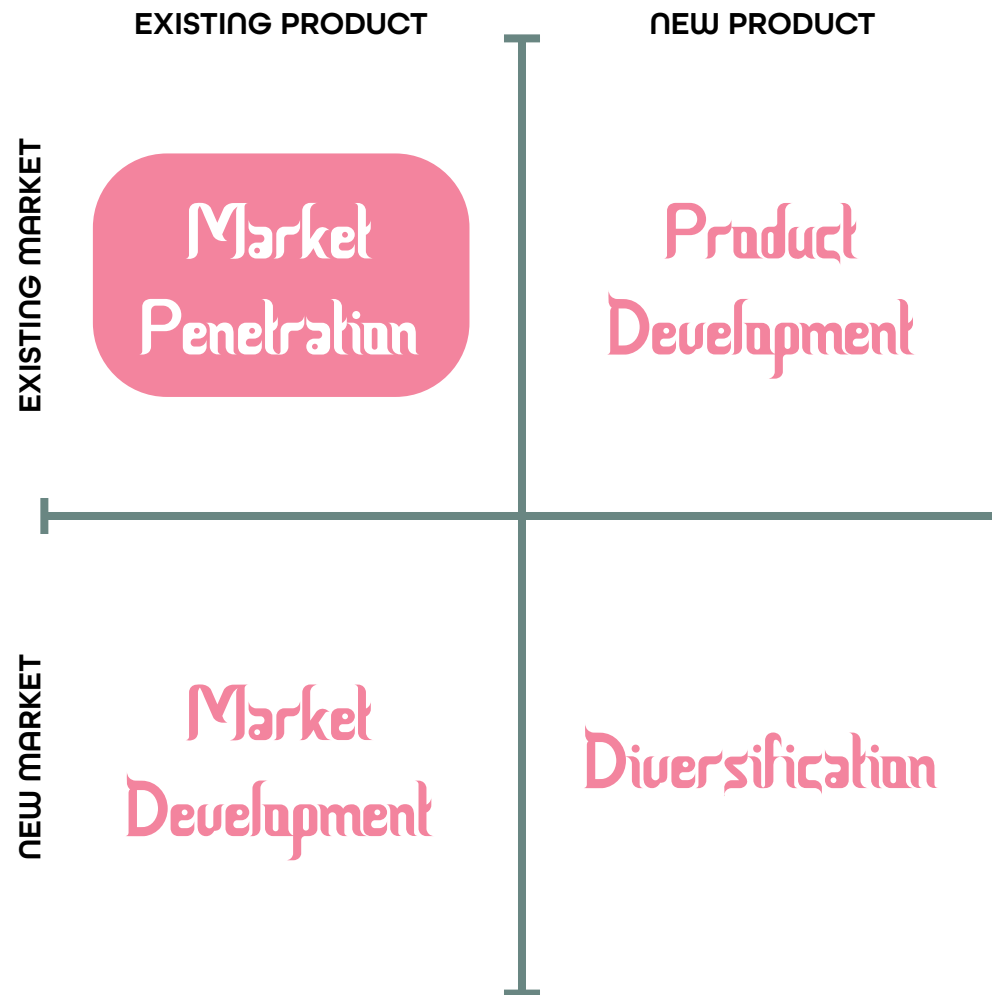 EXISTING PRODUCT
NEW PRODUCT
EXISTING MARKET
Market
Penetration
Product
Development
NEW MARKET
Market
Development
Diversification